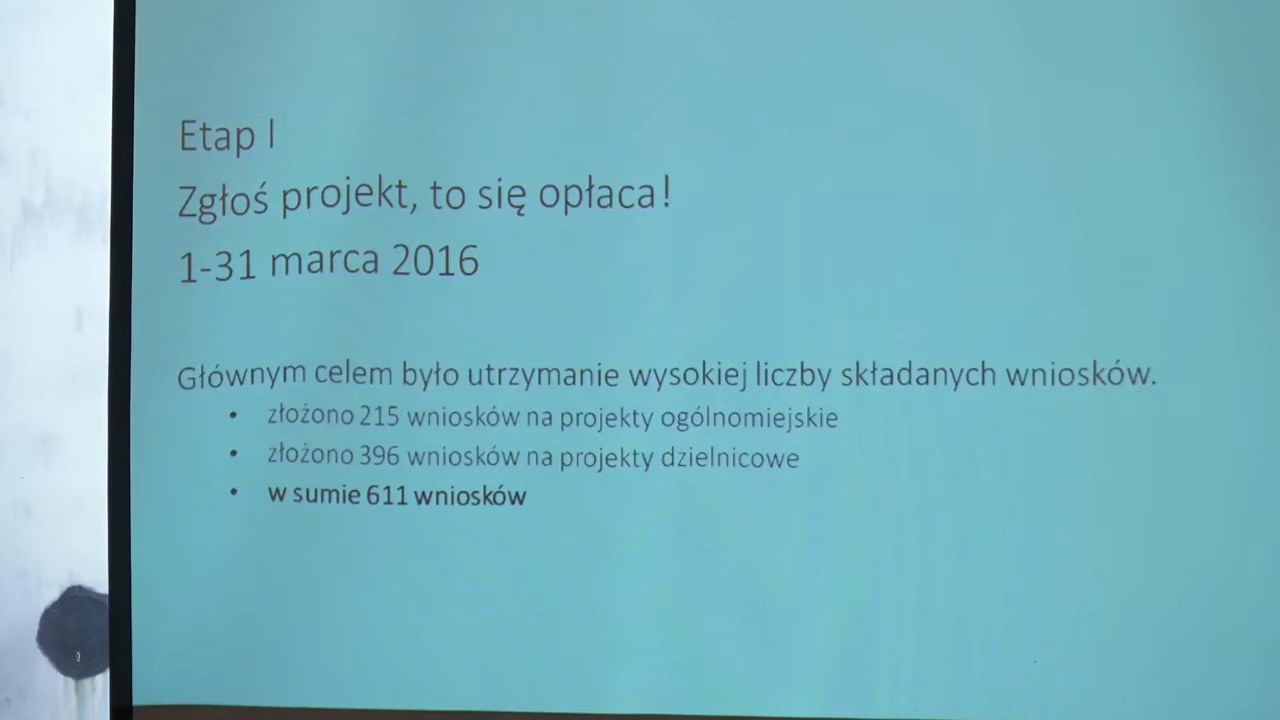 Etap I
Zgłoś projekt, to się opłaca!
1-31 marca 2016
Głównym celem było utrzymanie wysokiej liczby składanych wniosków.
• złożono 215 wniosków na projekty ogólnomiejskie
• złożono 396 wniosków na projekty dzielnicowe
• w sumie 611 wniosków